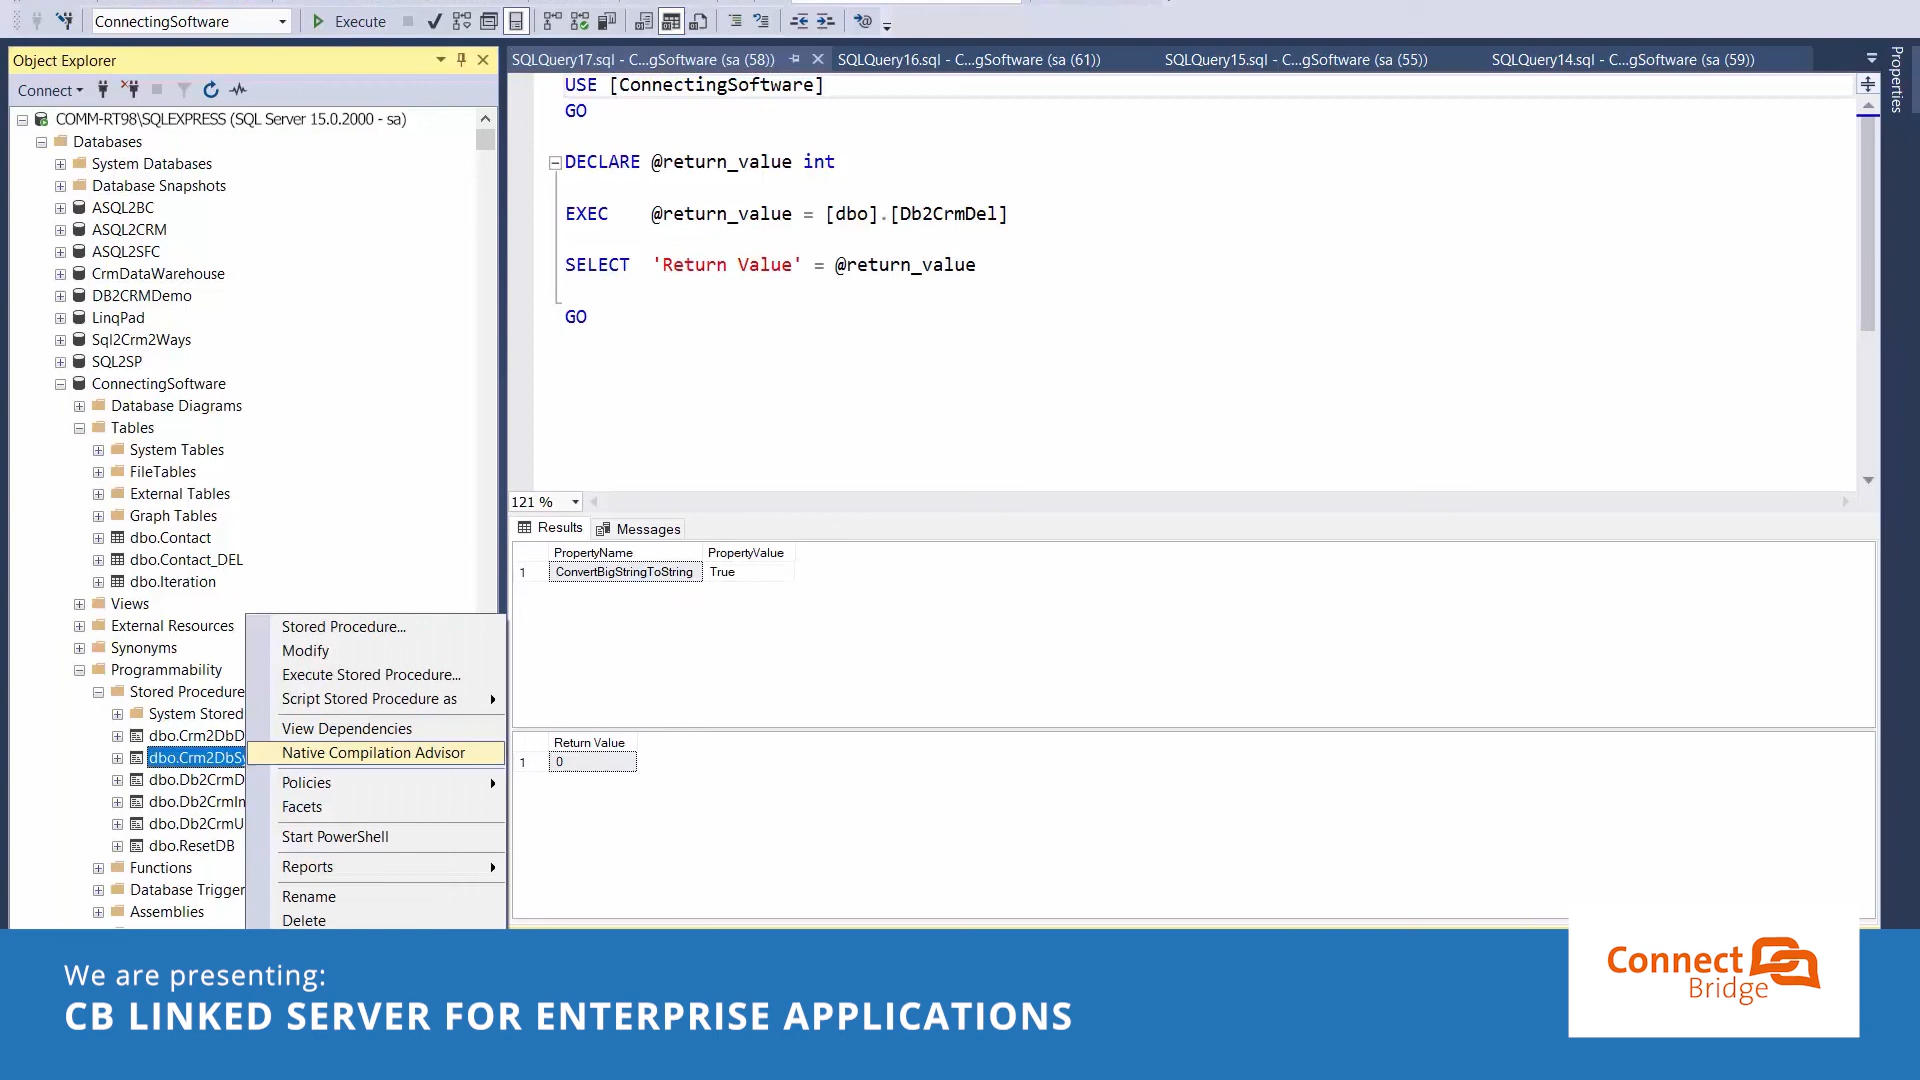 ConnectingSoftware
Execute
Object Explorer
Connect
COMM-RT98\SQLEXPRESS (SQL Server 15.0.2000 - sa)
Databases
System Databases
Database Snapshots
ASQL2BC
ASQL2CRM
ASQL2SFC
CrmDataWarehouse
DB2CRMDemo
LinqPad
Sql2Crm2Ways
SQL2SP
ConnectingSoftware
Database Diagrams
Tables
System Tables
FileTables
External Tables
Graph Tables
dbo.Contact
dbo.Contact_DEL
dbo.Iteration
Views
External Resources
Synonyms
Programmability
Stored Procedure
System Stored
dbo.Crm2DbD
dbo.Crm2DbSy
dbo.Db2CrmD
dbo.Db2CrmIn
dbo.Db2CrmU
dbo.ResetDB
Functions
Database Trigger
Assemblies
Stored Procedure...
Modify
Execute Stored Procedure...
Script Stored Procedure as
View Dependencies
Native Compilation Advisor
Policies
Facets
Start PowerShell
Reports
Rename
Delete
SQLQuery17.sql - C...gSoftware (sa (58))
SQLQuery16.sql - C...gSoftware (sa (61))
SQLQuery15.sql - C...gSoftware (sa (55))
SQLQuery14.sql - C...gSoftware (sa (59))
Properties
USE [ConnectingSoftware]
GO
DECLARE @return_value int
EXEC @return_value = [dbo].[Db2CrmDel]
SELECT 'Return Value' = @return_value
GO
121 %
Results
Messages
PropertyName PropertyValue
1 ConvertBigStringToString True
Return Value
1 0
We are presenting:
CB LINKED SERVER FOR ENTERPRISE APPLICATIONS
Connect
Bridge